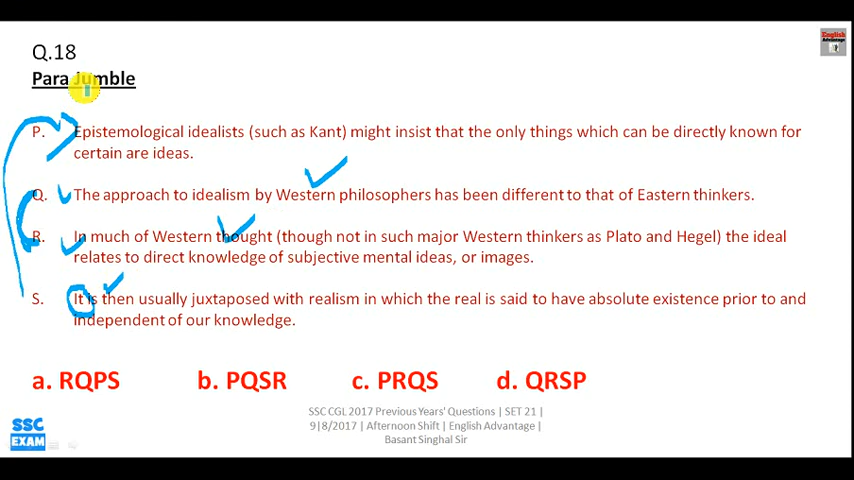 English
Advantage
Q.18
Para Jumble
P. Epistemological idealists (such as Kant) might insist that the only things which can be directly known for
certain are ideas.
Q. The approach to idealism by Western philosophers has been different to that of Eastern thinkers.
R. In much of Western thought (though not in such major Western thinkers as Plato and Hegel) the ideal
relates to direct knowledge of subjective mental ideas, or images.
S. It is then usually juxtaposed with realism in which the real is said to have absolute existence prior to and
independent of our knowledge.
a. RQPS b. PQSR c. PRQS d. QRSP
SSC CGL 2017 Previous Years' Questions | SET 21 |
9|8/2017 | Afternoon Shift | English Advantage |
Basant Singhal Sir
SSC
EXAM